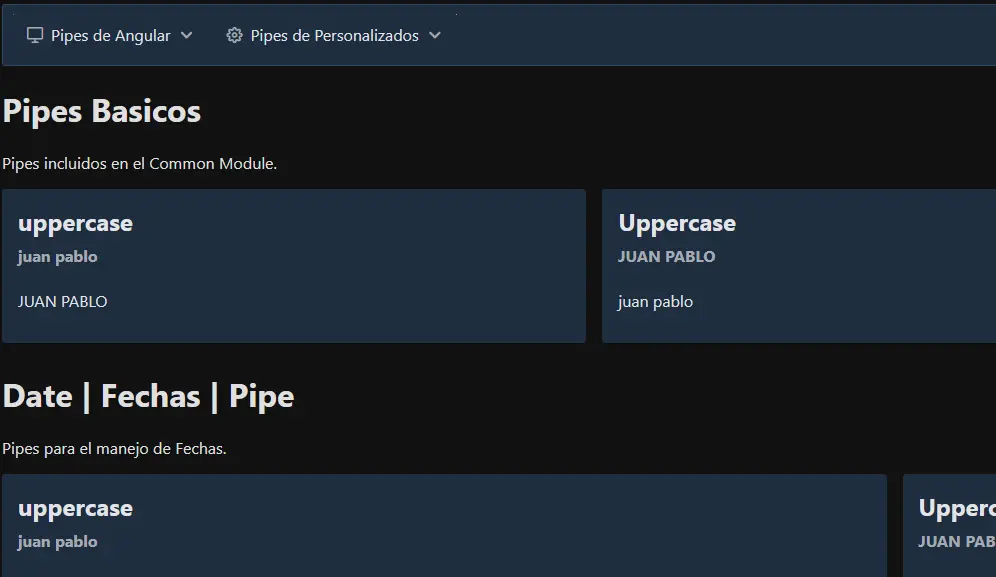 Pipes de Angular Pipes de Personalizados
Pipes Basicos
Pipes incluidos en el Common Module.
uppercase
juan pablo
JUAN PABLO
Uppercase
JUAN PABLO
juan pablo
Date | Fechas | Pipe
Pipes para el manejo de Fechas.
uppercase
juan pablo
Upperc
JUAN PAB